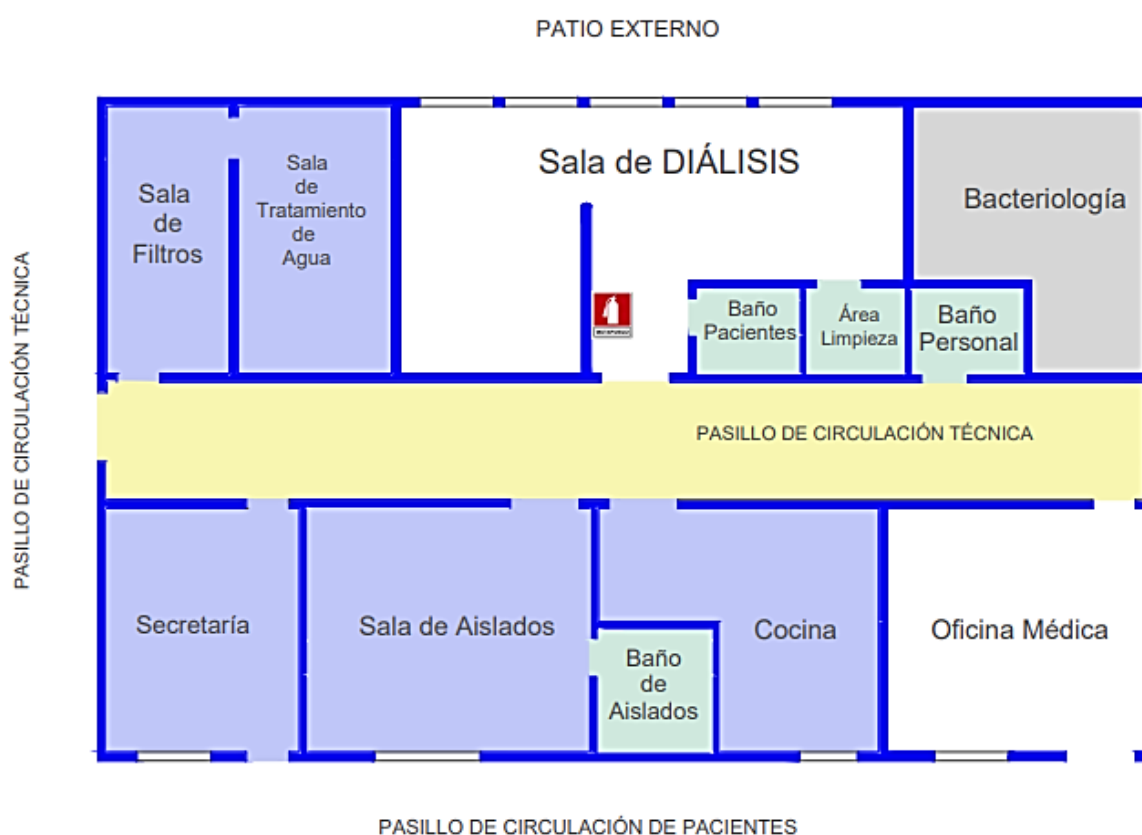 PATIO EXTERNO
Sala de DIÁLISIS
Sala
de
Filtros
Sala
de
Tratamiento
de
Agua
Bacteriología
PASILLO DE CIRCULACIÓN TÉCNICA
Baño
Pacientes
Área
Limpieza
Baño
Personal
PASILLO DE CIRCULACIÓN TÉCNICA
Secretaría
Sala de Aislados
Baño
de
Aislados
Cocina
Oficina Médica
PASILLO DE CIRCULACIÓN DE PACIENTES